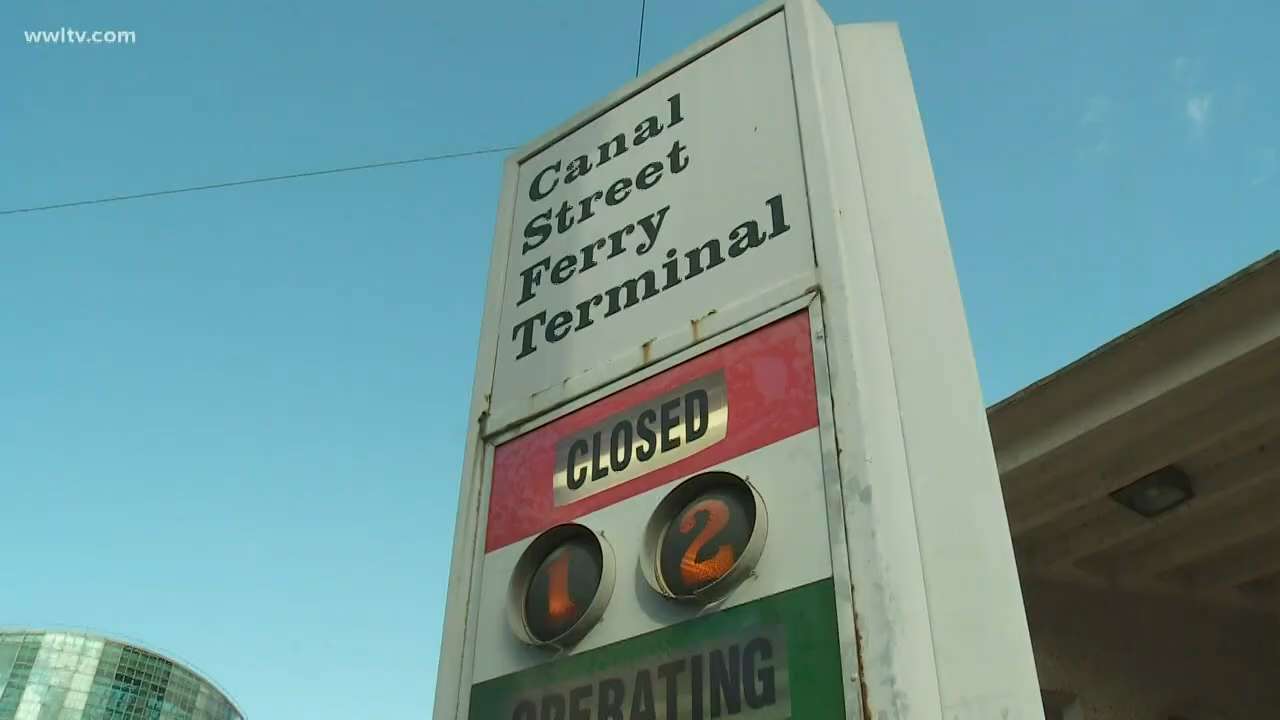 wwltv.com
Canal
Street
Ferry
Terminal
CLOSED
1 2
OPERATING